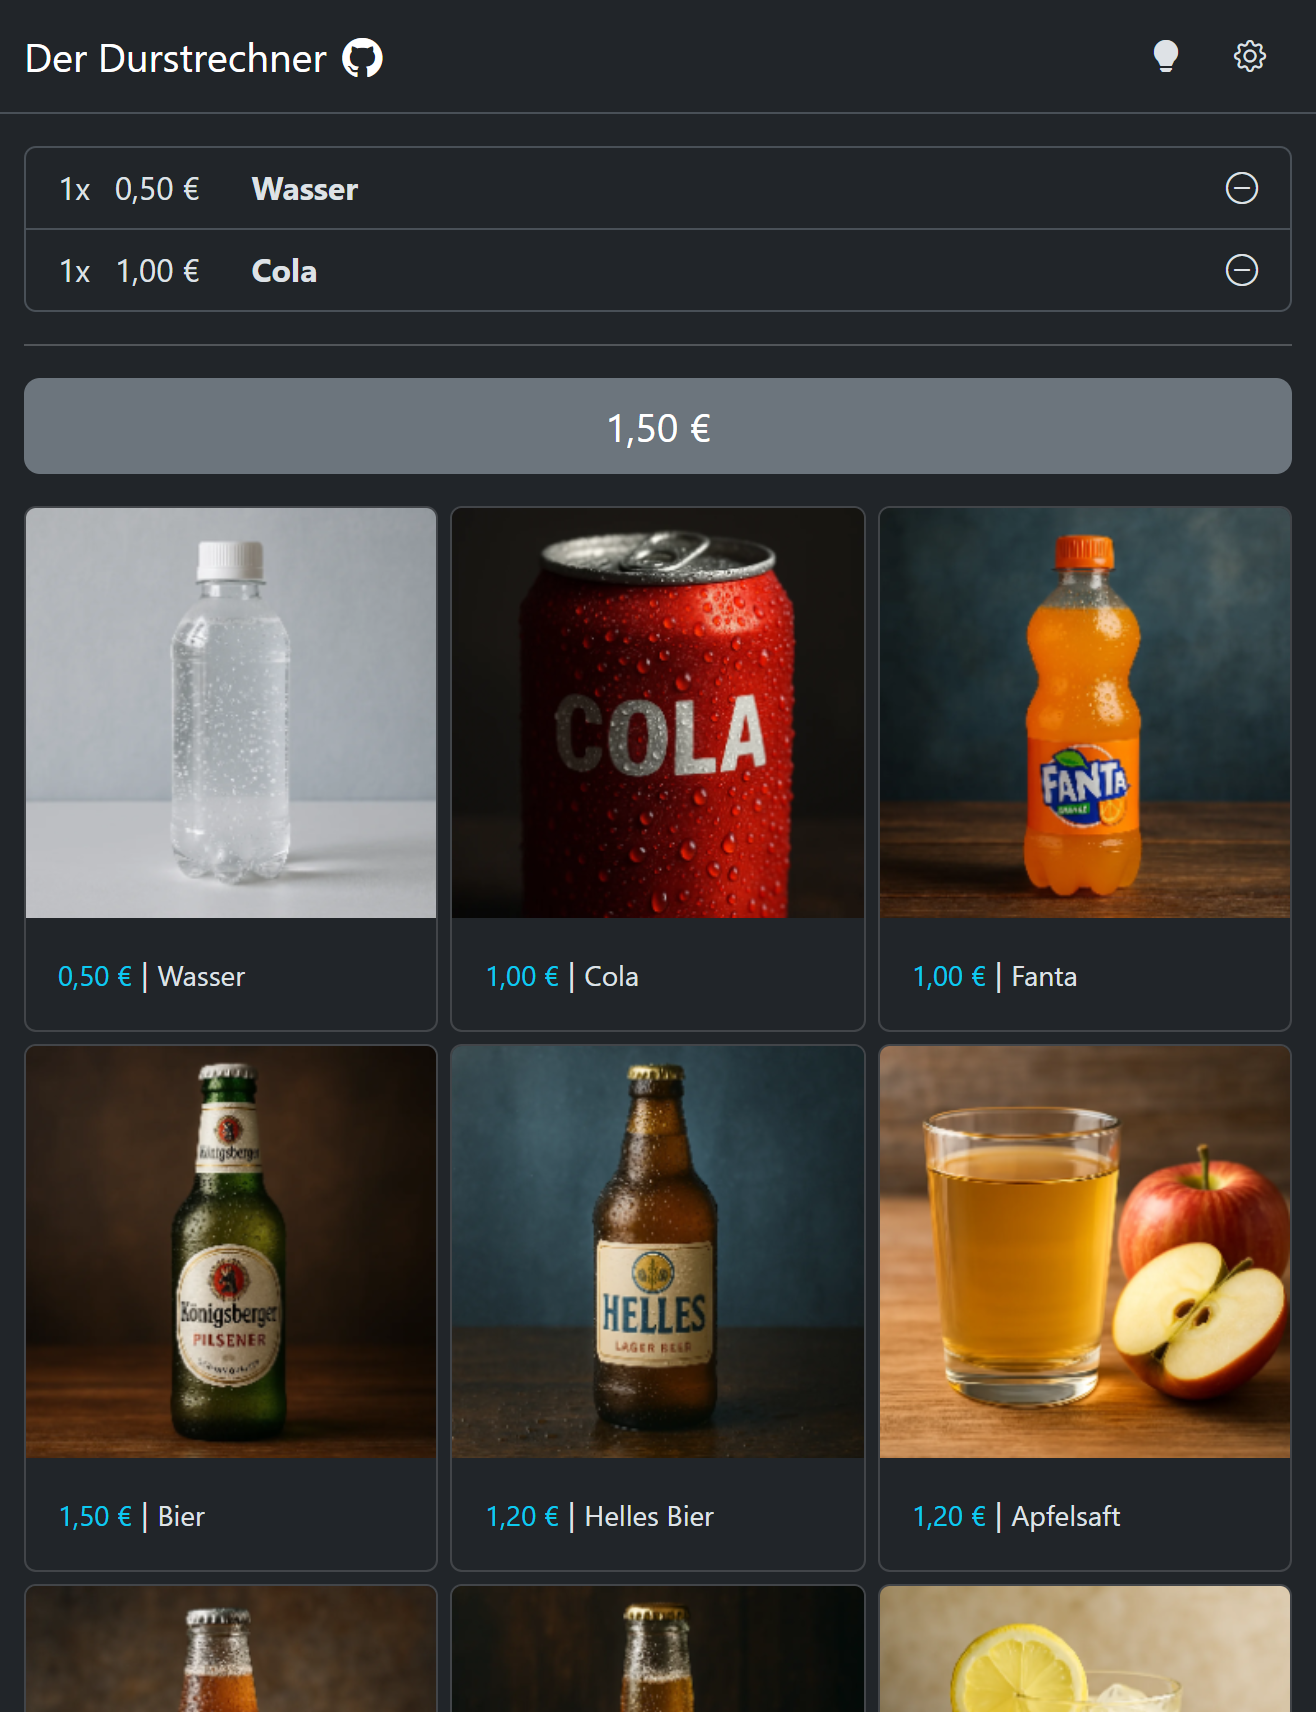 Der Durstrechner
1x 0,50 € Wasser
1x 1,00 € Cola
1,50 €
COLA
FANTA
0,50 € | Wasser
1,00 € | Cola
1,00 € | Fanta
Königsberger
Königsberger
PILSENER
HELLES
LAGER BEER
1,50 € | Bier
1,20 € | Helles Bier
1,20 € | Apfelsaft